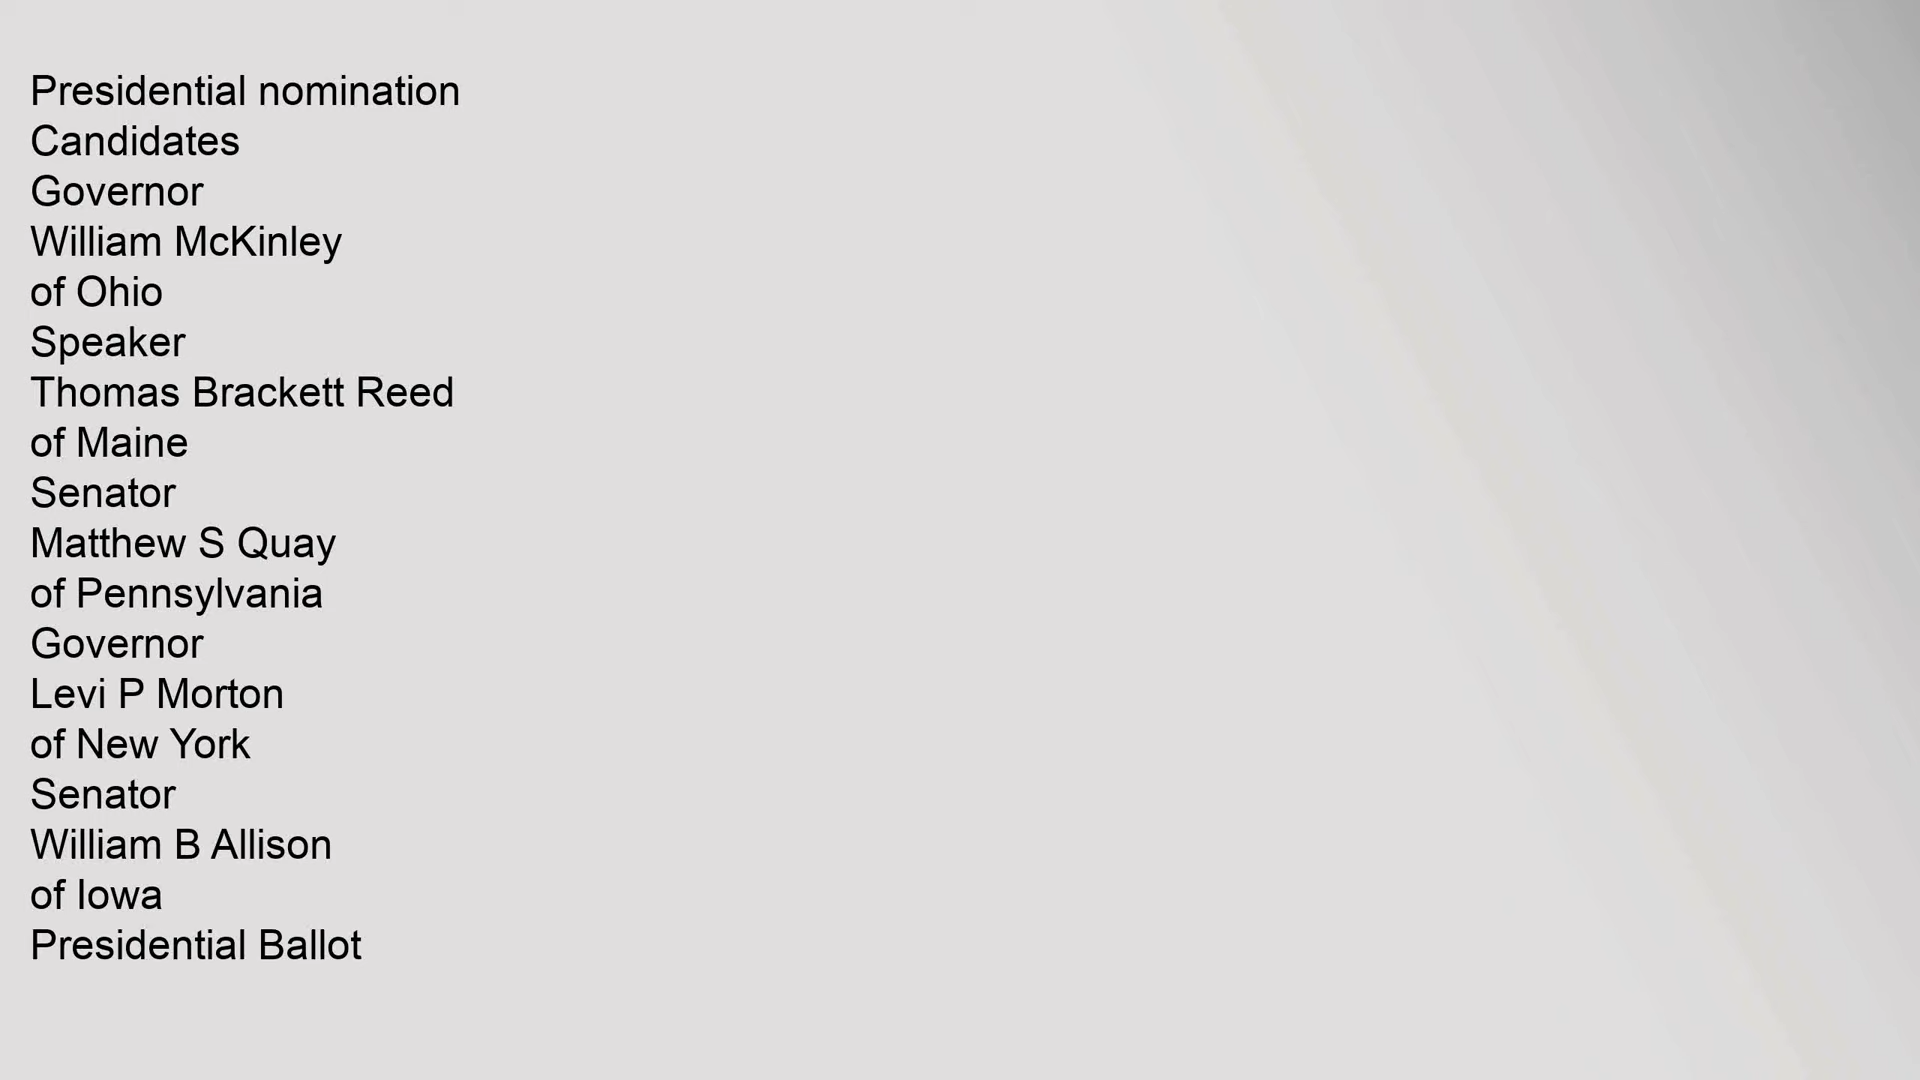 Presidential nomination
Candidates
Governor
William McKinley
of Ohio
Speaker
Thomas Brackett Reed
of Maine
Senator
Matthew S Quay
of Pennsylvania
Governor
Levi P Morton
of New York
Senator
William B Allison
of Iowa
Presidential Ballot